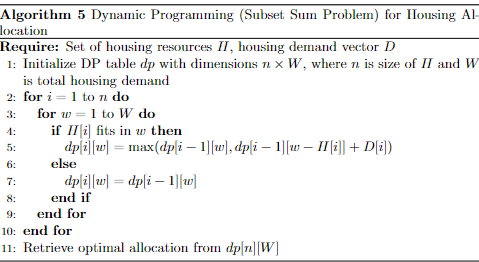 Algorithm 5 Dynamic Programming (Subset Sum Problem) for Housing Al-
location
Require: Set of housing resources Π, housing demand vector D
1: Initialize DP table dp with dimensions n × W, where n is size of Π and W
is total housing demand
2: for i = 1 to n do
3: for w = 1 to W do
4: if Π[i] fits in w then
5: dp[i][w] = max(dp[i − 1][w], dp[i − 1][w − Π[i]] + D[i])
6: else
7: dp[i][w] = dp[i − 1][w]
8: end if
9: end for
10: end for
11: Retrieve optimal allocation from dp[n][W]